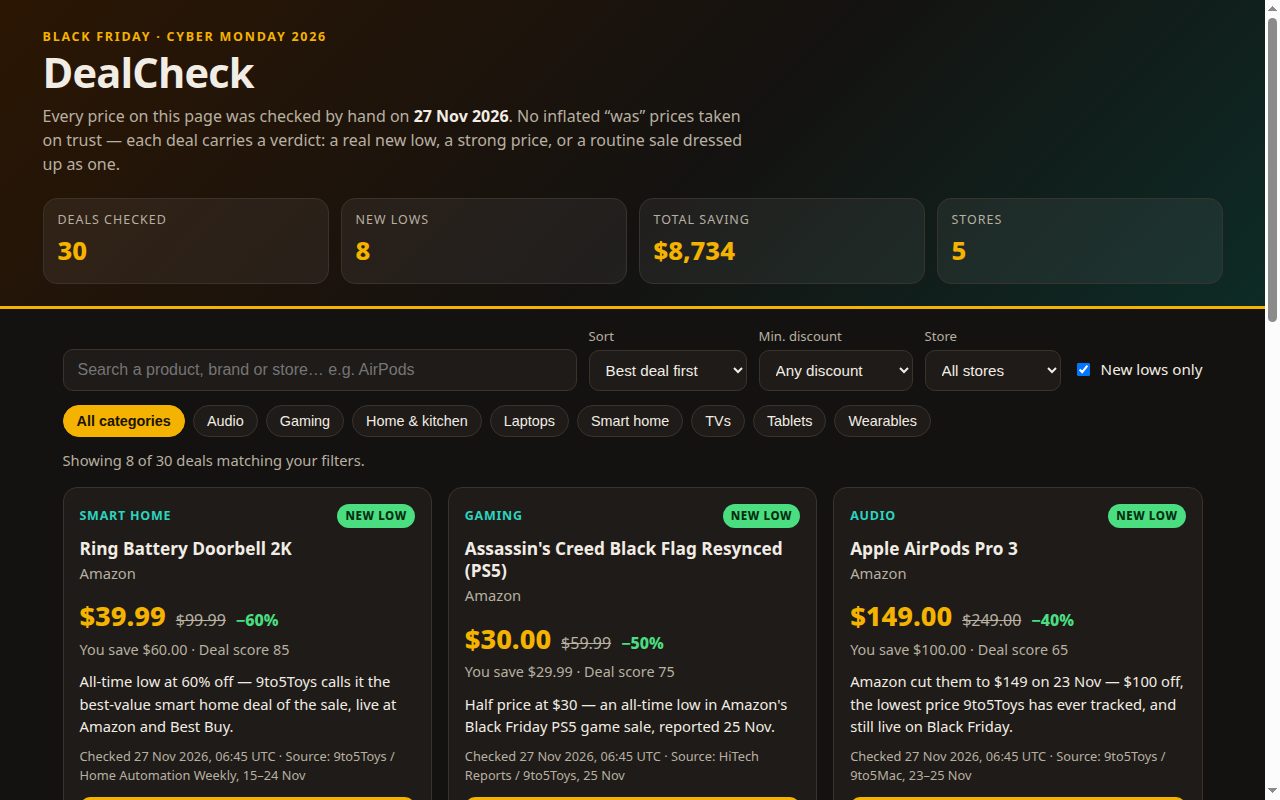 BLACK FRIDAY · CYBER MONDAY 2026
DealCheck
Every price on this page was checked by hand on 27 Nov 2026. No inflated “was” prices taken
on trust — each deal carries a verdict: a real new low, a strong price, or a routine sale dressed
up as one.
DEALS CHECKED
30
NEW LOWS
8
TOTAL SAVING
$8,734
STORES
5
Search a product, brand or store… e.g. AirPods
Sort
Best deal first
Min. discount
Any discount
Store
All stores
New lows only
All categories
Audio
Gaming
Home & kitchen
Laptops
Smart home
TVs
Tablets
Wearables
Showing 8 of 30 deals matching your filters.
SMART HOME
NEW LOW
Ring Battery Doorbell 2K
Amazon
$39.99 $99.99 −60%
You save $60.00 · Deal score 85
All-time low at 60% off — 9to5Toys calls it the
best-value smart home deal of the sale, live at
Amazon and Best Buy.
Checked 27 Nov 2026, 06:45 UTC · Source: 9to5Toys /
Home Automation Weekly, 15–24 Nov
GAMING
NEW LOW
Assassin's Creed Black Flag Resynced
(PS5)
Amazon
$30.00 $59.99 −50%
You save $29.99 · Deal score 75
Half price at $30 — an all-time low in Amazon's
Black Friday PS5 game sale, reported 25 Nov.
Checked 27 Nov 2026, 06:45 UTC · Source: HiTech
Reports / 9to5Toys, 25 Nov
AUDIO
NEW LOW
Apple AirPods Pro 3
Amazon
$149.00 $249.00 −40%
You save $100.00 · Deal score 65
Amazon cut them to $149 on 23 Nov — $100 off,
the lowest price 9to5Toys has ever tracked, and
still live on Black Friday.
Checked 27 Nov 2026, 06:45 UTC · Source: 9to5Toys /
9to5Mac, 23–25 Nov